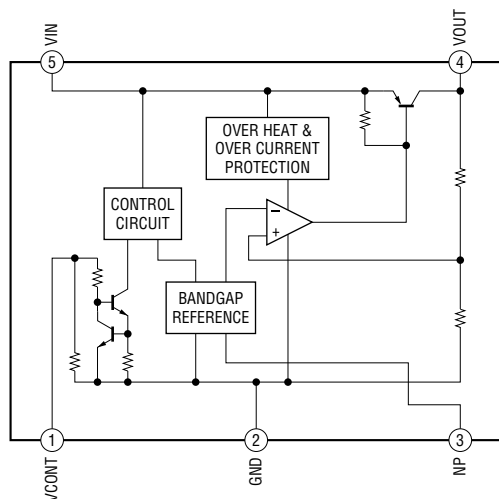 VIN
VOUT
5
4
OVER HEAT &
OVER CURRENT
PROTECTION
CONTROL
CIRCUIT
−
+
BANDGAP
REFERENCE
1
2
3
VCONT
GND
NP